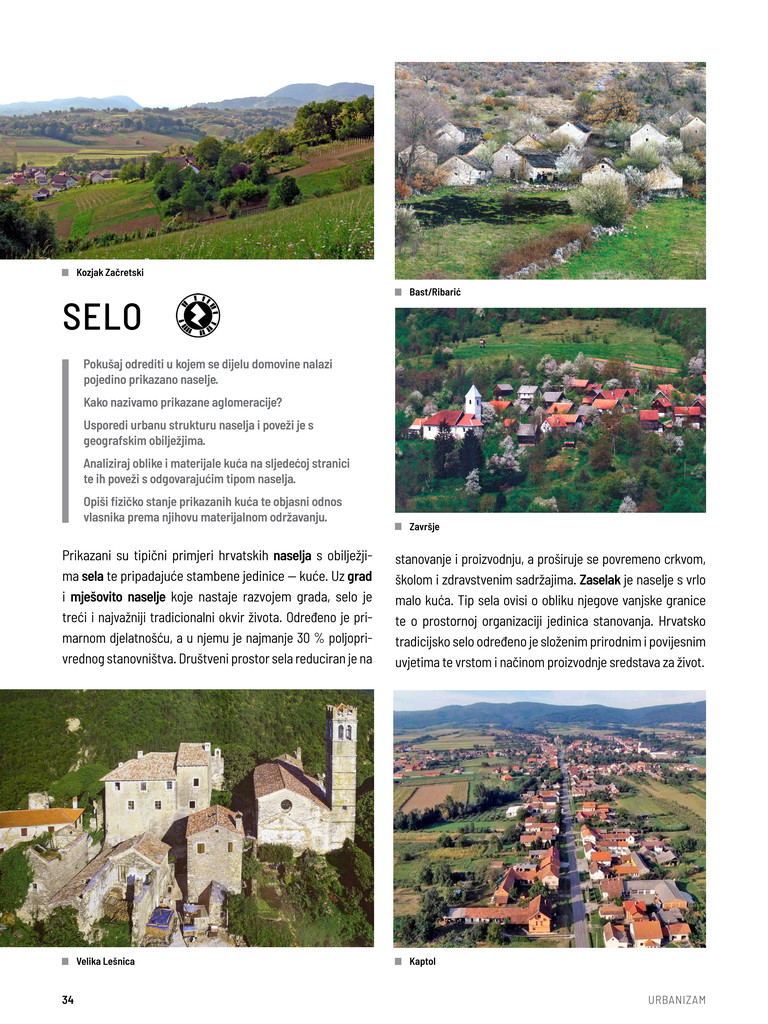 Kozjak Začretski
Bast/Ribarić
SELO
Pokušaj odrediti u kojem se dijelu domovine nalazi
pojedino prikazano naselje.
Kako nazivamo prikazane aglomeracije?
Usporedi urbanu strukturu naselja i poveži je s
geografskim obilježjima.
Analiziraj oblike i materijale kuća na sljedećoj stranici
te ih poveži s odgovarajućim tipom naselja.
Opiši fizičko stanje prikazanih kuća te objasni odnos
vlasnika prema njihovu materijalnom održavanju.
Završje
Prikazani su tipični primjeri hrvatskih naselja s obilježji-
ma sela te pripadajuće stambene jedinice — kuće. Uz grad
i mješovito naselje koje nastaje razvojem grada, selo je
treći i najvažniji tradicionalni okvir života. Određeno je pri-
marnom djelatnošću, a u njemu je najmanje 30 % poljopri-
vrednog stanovništva. Društveni prostor sela reduciran je na
stanovanje i proizvodnju, a proširuje se povremeno crkvom,
školom i zdravstvenim sadržajima. Zaselak je naselje s vrlo
malo kuća. Tip sela ovisi o obliku njegove vanjske granice
te o prostornoj organizaciji jedinica stanovanja. Hrvatsko
tradicijsko selo određeno je složenim prirodnim i povijesnim
uvjetima te vrstom i načinom proizvodnje sredstava za život.
Velika Lešnica
Kaptol
34
URBANIZAM